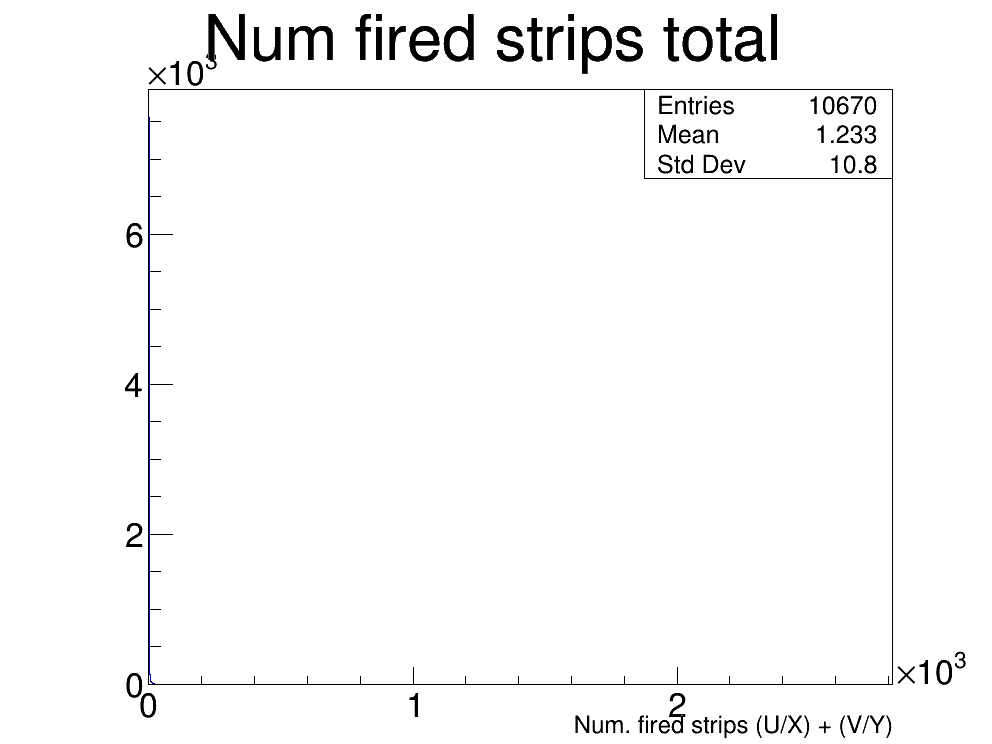 Num fired strips total
×10³
Entries 10670
Mean 1.233
Std Dev 10.8
6
4
2
0
0 1 2
×10³
Num. fired strips (U/X) + (V/Y)